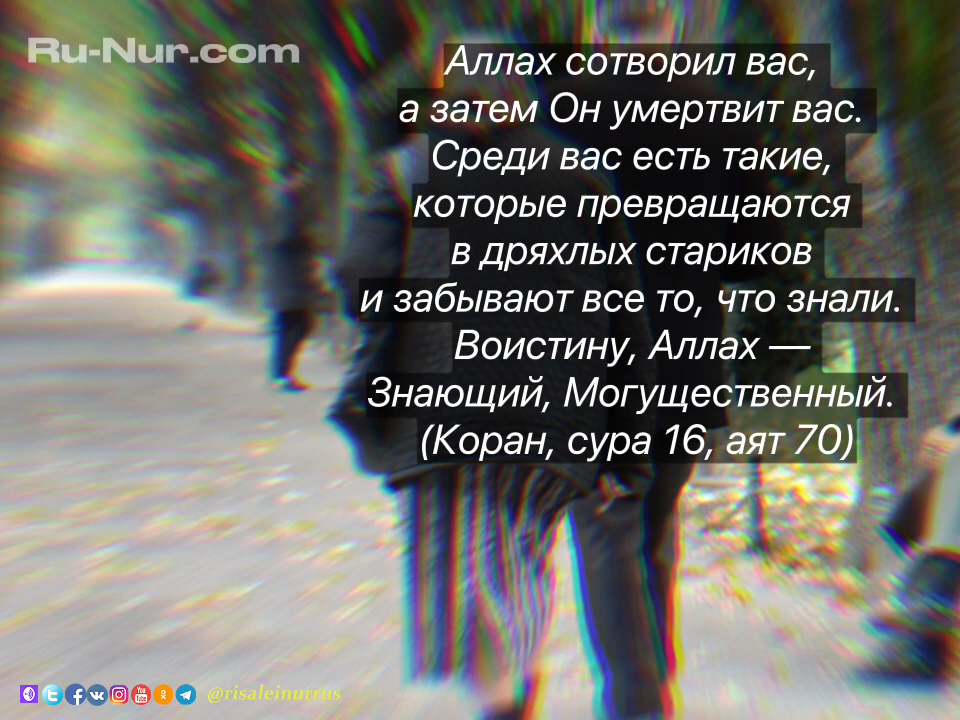 Ru-Nur.com
Аллах сотворил вас,
а затем Он умертвит вас.
Среди вас есть такие,
которые превращаются
в дряхлых стариков
и забывают все то, что знали.
Воистину, Аллах —
Знающий, Могущественный.
(Коран, сура 16, аят 70)
@risaleinurrus